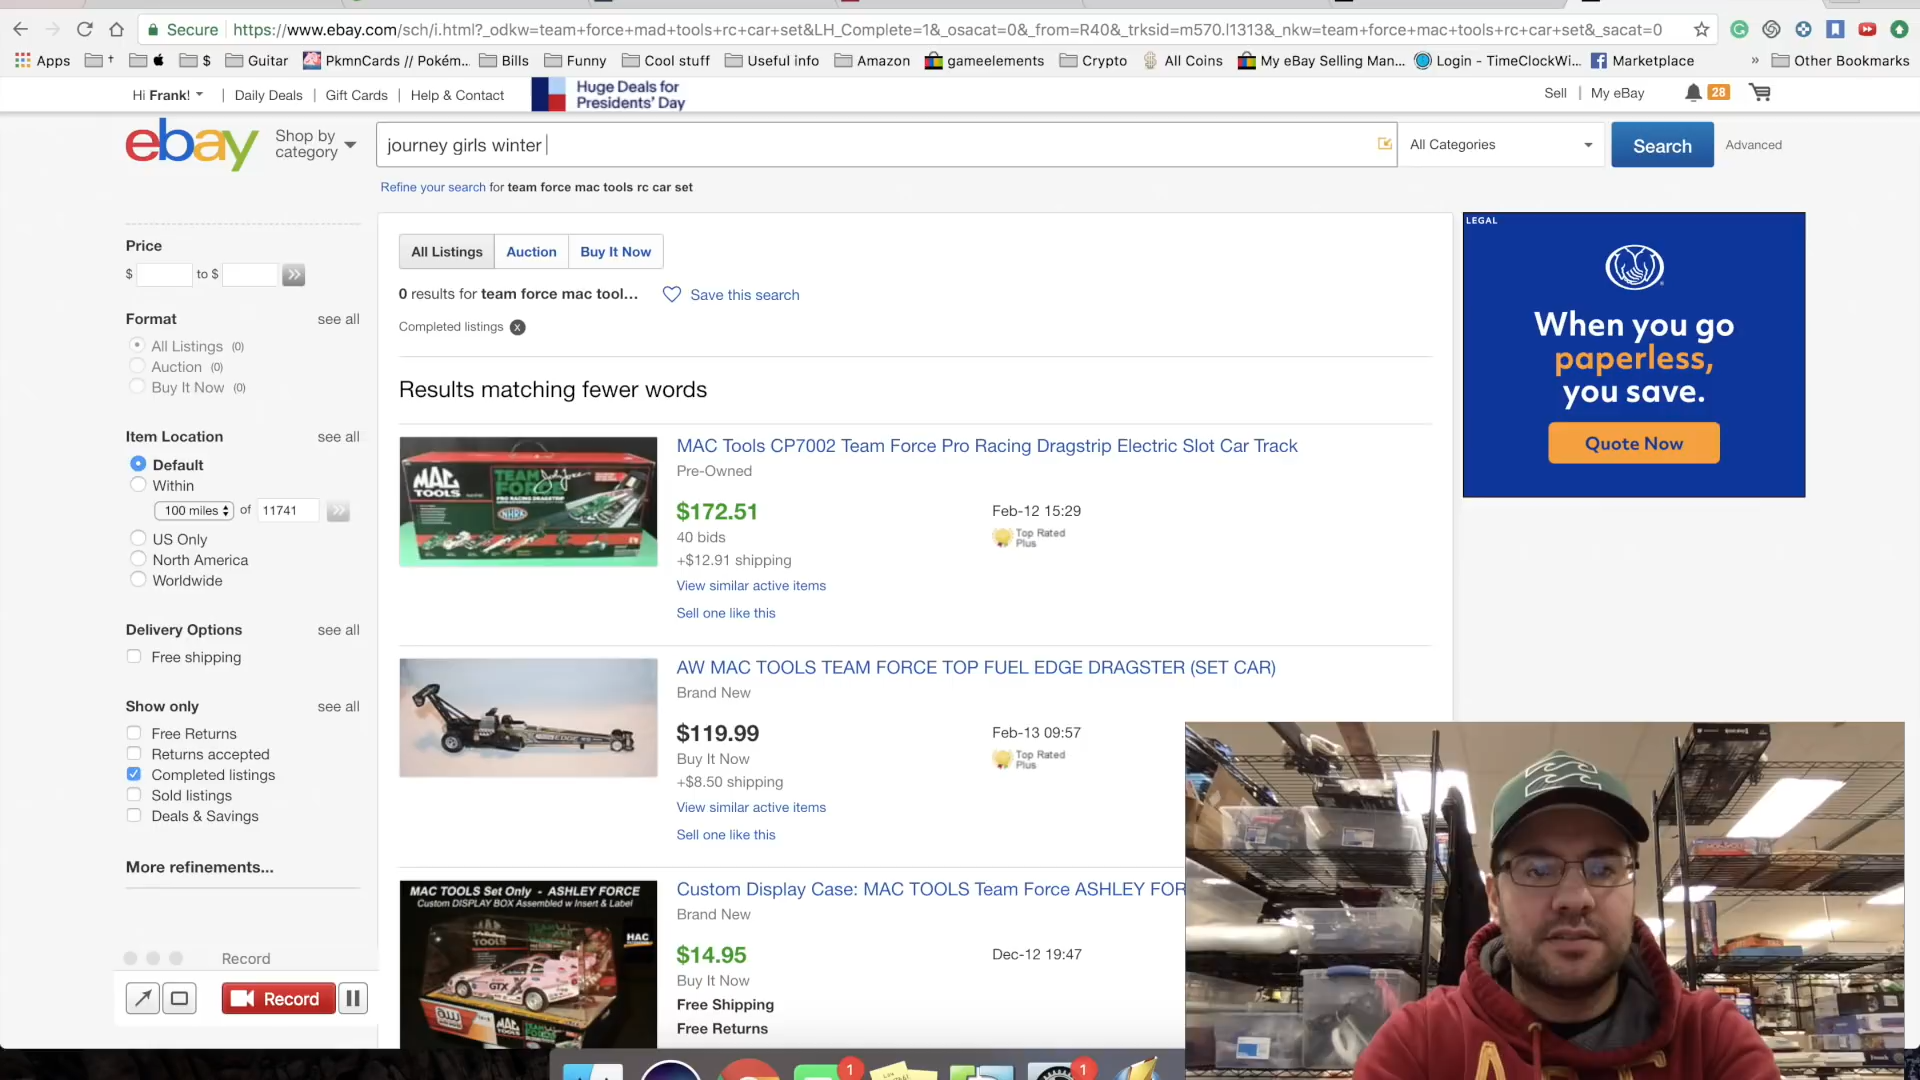 Secure https://www.ebay.com/sch/i.html?_odkw=team+force+mad+tools+rc+car+set&LH_Complete=1&_osacat=0&_from=R40&_trksid=m570.l1313&_nkw=team+force+mac+tools+rc+car+set&_sacat=0
Apps † $ Guitar PkmnCards // Pokém... Bills Funny Cool stuff Useful info Amazon gameelements Crypto All Coins My eBay Selling Man... Login - TimeClockWi... Marketplace » Other Bookmarks
Hi Frank! Daily Deals Gift Cards Help & Contact
Huge Deals for
Presidents' Day
Sell My eBay 28
ebay
Shop by
category
journey girls winter
All Categories
Search
Advanced
Refine your search for team force mac tools rc car set
Price
$ to $
Format see all
All Listings (0)
Auction (0)
Buy It Now (0)
Item Location see all
Default
Within
100 miles of 11741
US Only
North America
Worldwide
Delivery Options see all
Free shipping
Show only see all
Free Returns
Returns accepted
Completed listings
Sold listings
Deals & Savings
More refinements...
All Listings Auction Buy It Now
0 results for team force mac tool... Save this search
Completed listings x
Results matching fewer words
MAC TOOLS
TEAM FORCE
PRO RACING DRAGSTRIP
NHRA
MAC Tools CP7002 Team Force Pro Racing Dragstrip Electric Slot Car Track
Pre-Owned
$172.51
Feb-12 15:29
40 bids
Top Rated
Plus
+$12.91 shipping
View similar active items
Sell one like this
AW MAC TOOLS TEAM FORCE TOP FUEL EDGE DRAGSTER (SET CAR)
Brand New
$119.99
Feb-13 09:57
Buy It Now
Top Rated
Plus
+$8.50 shipping
View similar active items
Sell one like this
MAC TOOLS Set Only - ASHLEY FORCE
Custom DISPLAY BOX Assembled w Insert & Label
HAC
GTX
Custom Display Case: MAC TOOLS Team Force ASHLEY FOR
Brand New
$14.95
Dec-12 19:47
Buy It Now
Free Shipping
Free Returns
LEGAL
When you go
paperless,
you save.
Quote Now
Record
Record
1
1